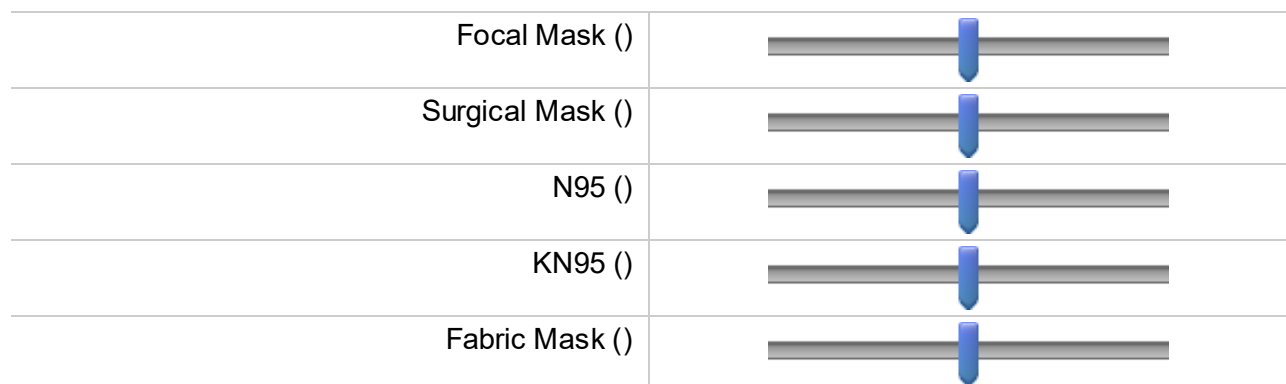 Focal Mask ()
Surgical Mask ()
N95 ()
KN95 ()
Fabric Mask ()